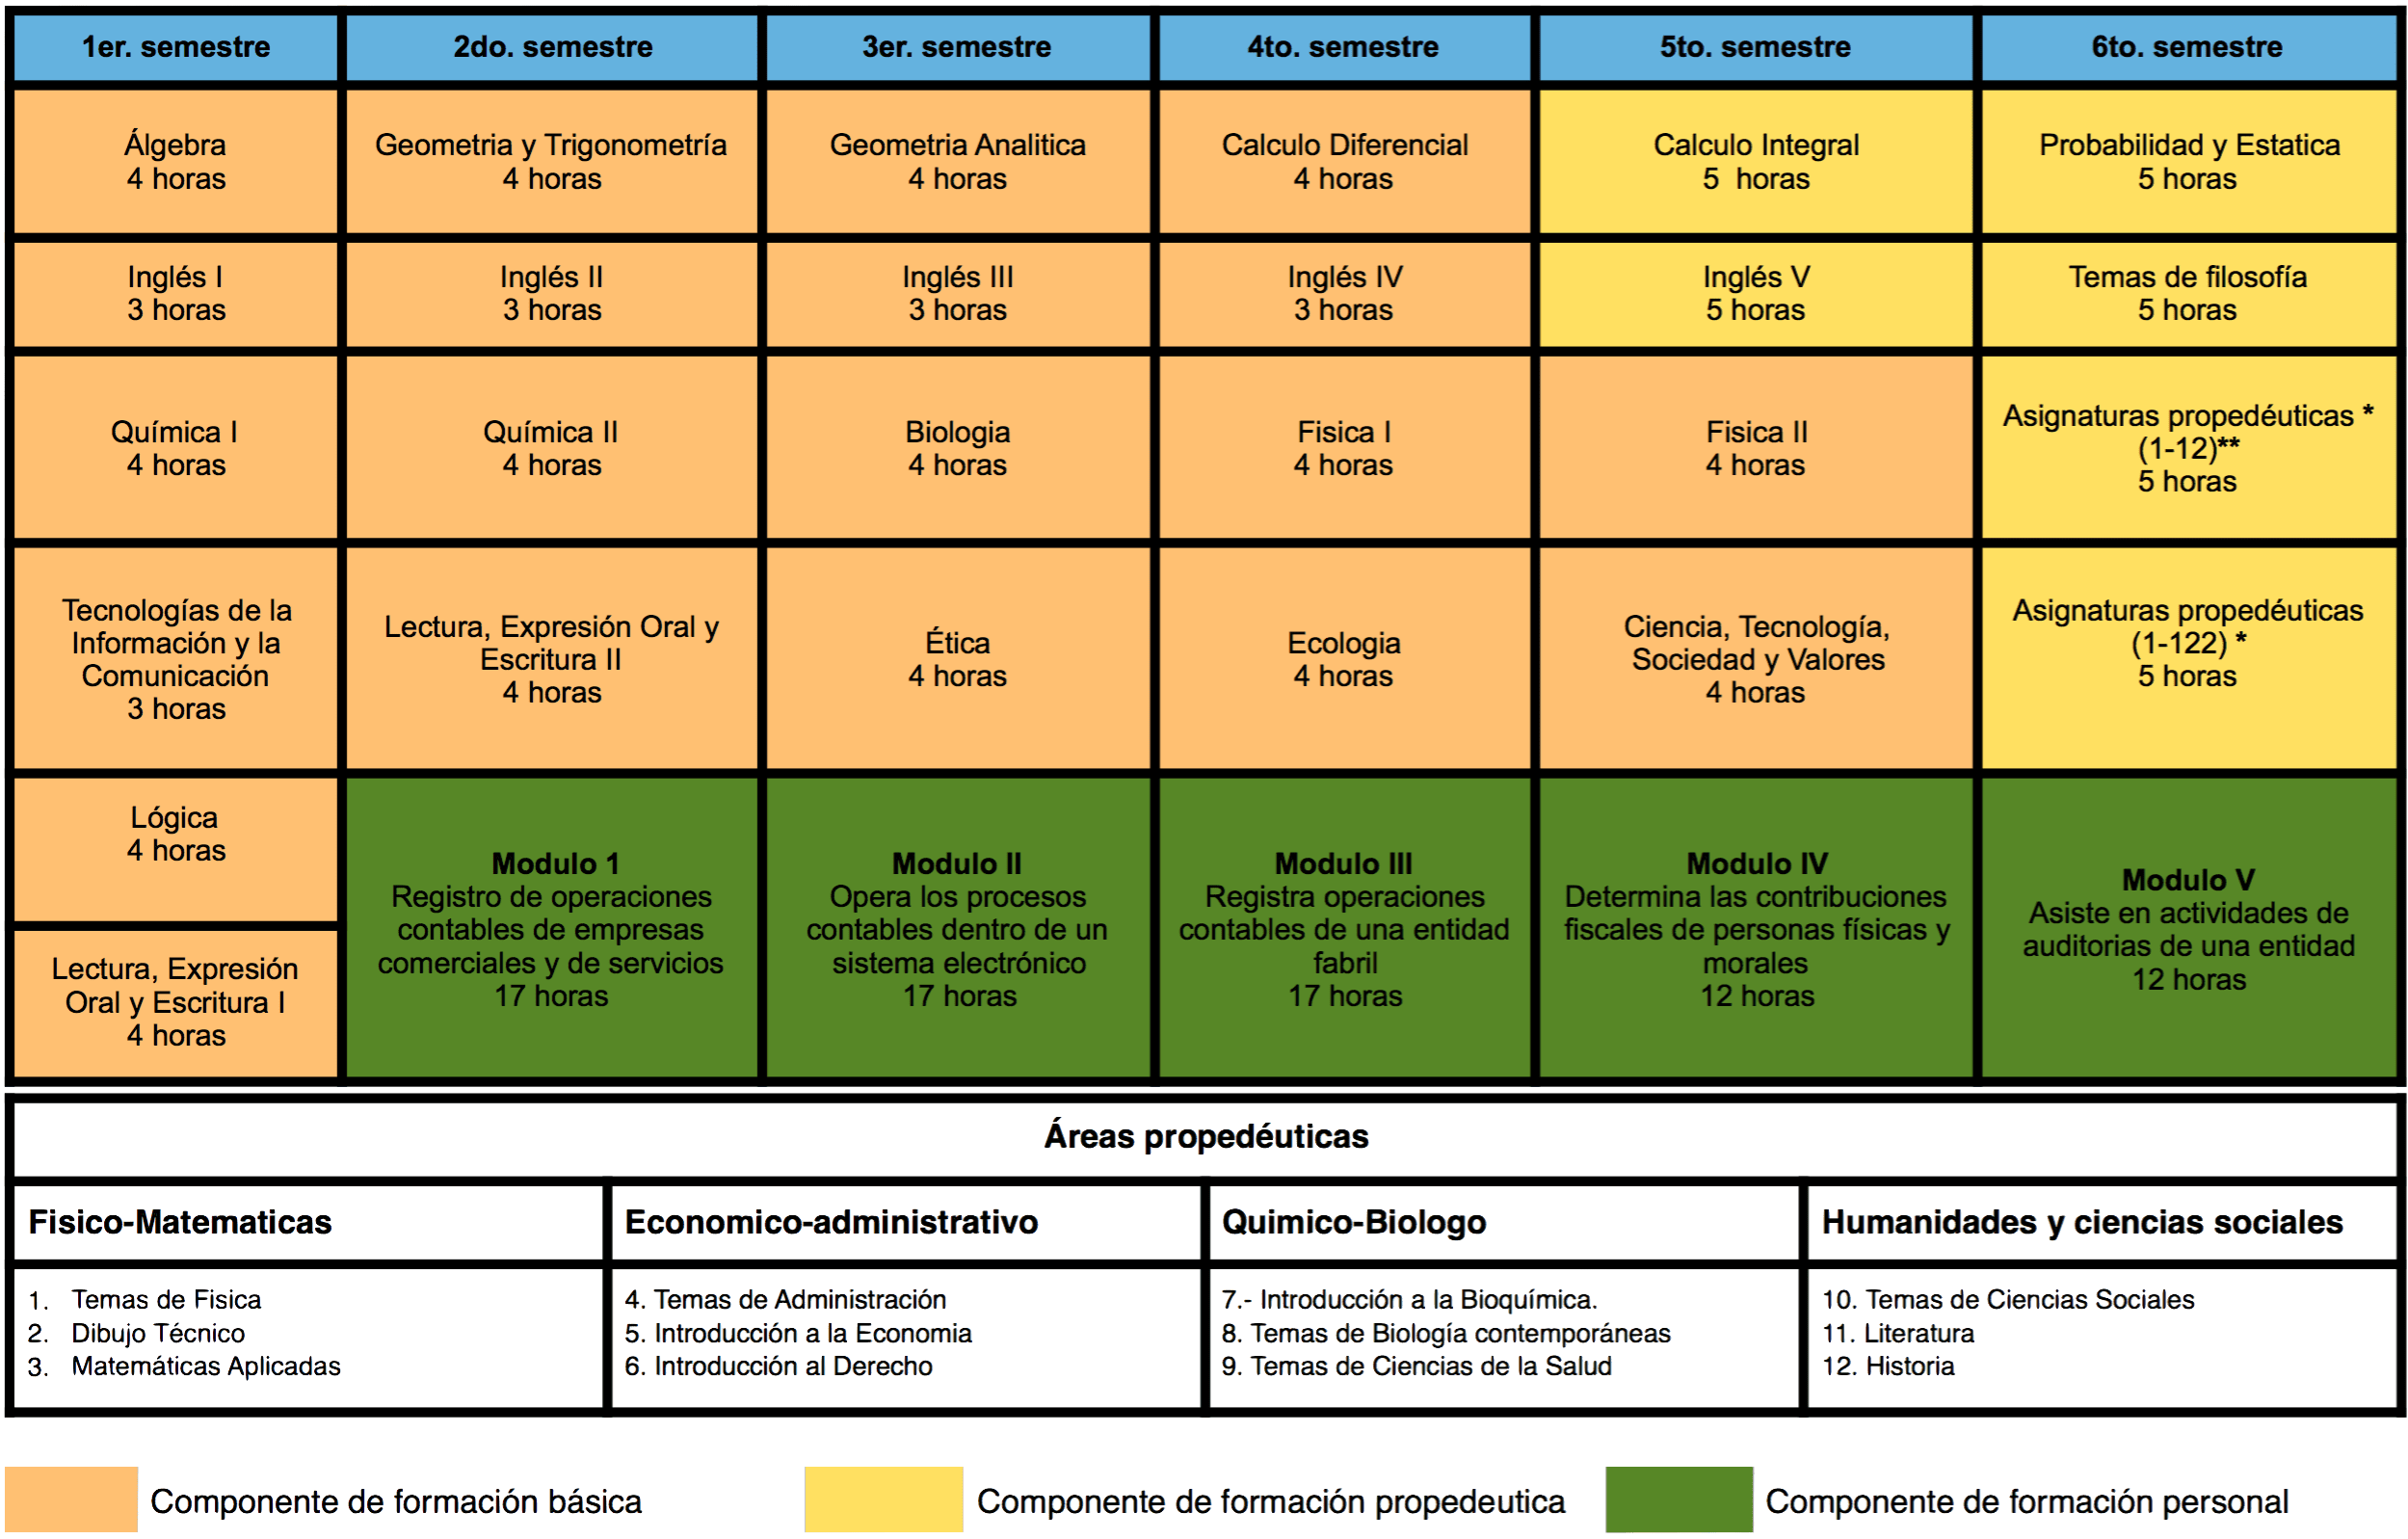 1er. semestre
2do. semestre
3er. semestre
4to. semestre
5to. semestre
6to. semestre
Álgebra
4 horas
Geometria y Trigonometría
4 horas
Geometria Analitica
4 horas
Calculo Diferencial
4 horas
Calculo Integral
5 horas
Probabilidad y Estatica
5 horas
Inglés I
3 horas
Inglés II
3 horas
Inglés III
3 horas
Inglés IV
3 horas
Inglés V
5 horas
Temas de filosofía
5 horas
Química I
4 horas
Química II
4 horas
Biologia
4 horas
Fisica I
4 horas
Fisica II
4 horas
Asignaturas propedéuticas *
(1-12)**
5 horas
Tecnologías de la
Información y la
Comunicación
3 horas
Lectura, Expresión Oral y
Escritura II
4 horas
Ética
4 horas
Ecologia
4 horas
Ciencia, Tecnología,
Sociedad y Valores
4 horas
Asignaturas propedéuticas
(1-122) *
5 horas
Lógica
4 horas
Lectura, Expresión
Oral y Escritura I
4 horas
Modulo 1
Registro de operaciones
contables de empresas
comerciales y de servicios
17 horas
Modulo II
Opera los procesos
contables dentro de un
sistema electrónico
17 horas
Modulo III
Registra operaciones
contables de una entidad
fabril
17 horas
Modulo IV
Determina las contribuciones
fiscales de personas físicas y
morales
12 horas
Modulo V
Asiste en actividades de
auditorias de una entidad
12 horas
Áreas propedéuticas
Fisico-Matematicas
Economico-administrativo
Quimico-Biologo
Humanidades y ciencias sociales
1. Temas de Fisica
2. Dibujo Técnico
3. Matemáticas Aplicadas
4. Temas de Administración
5. Introducción a la Economia
6. Introducción al Derecho
7.- Introducción a la Bioquímica.
8. Temas de Biología contemporáneas
9. Temas de Ciencias de la Salud
10. Temas de Ciencias Sociales
11. Literatura
12. Historia
Componente de formación básica
Componente de formación propedeutica
Componente de formación personal